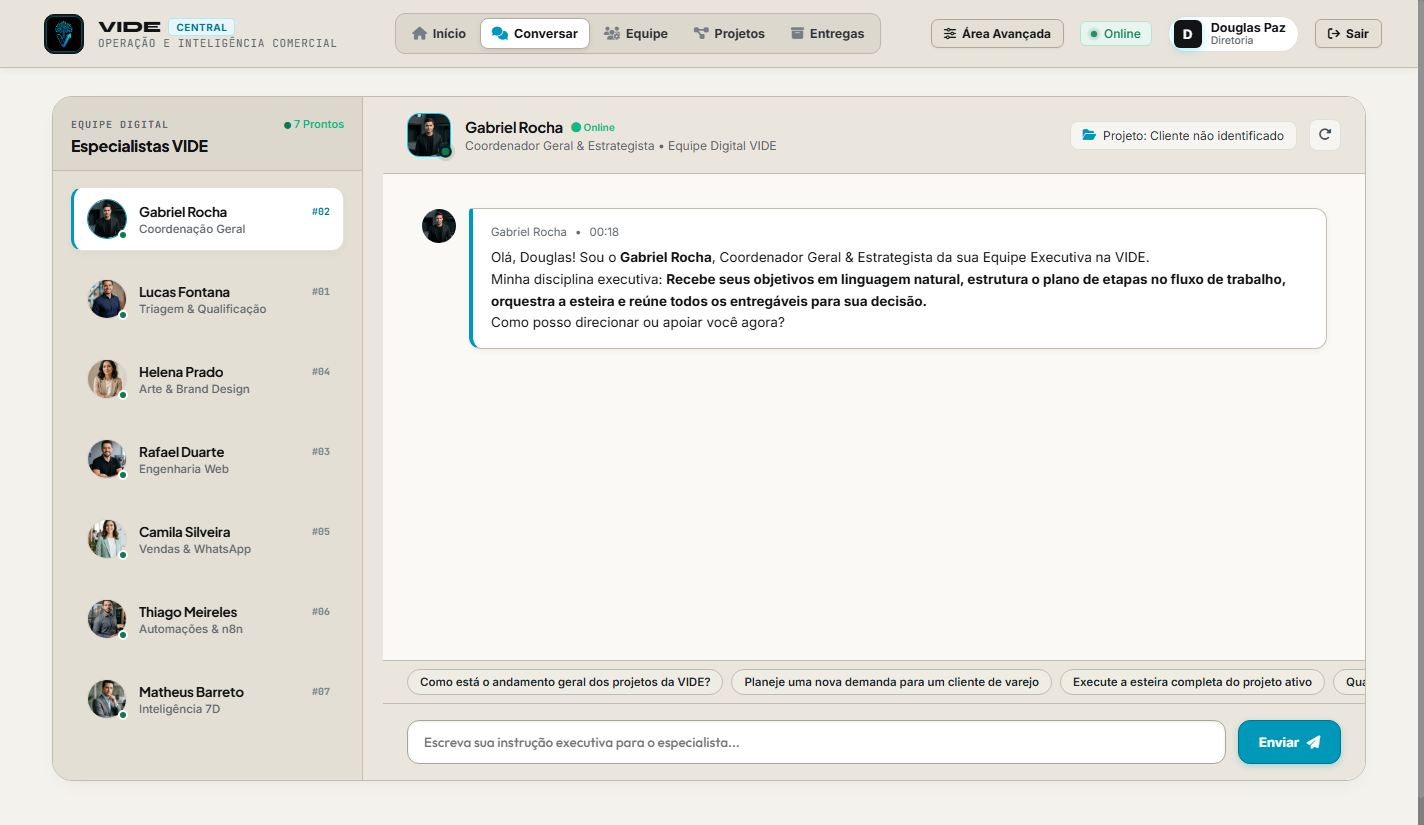 VIDE CENTRAL
OPERAÇÃO E INTELIGÊNCIA COMERCIAL
Início
Conversar
Equipe
Projetos
Entregas
Área Avançada
Online
D
Douglas Paz
Diretoria
Sair
EQUIPE DIGITAL
7 Prontos
Especialistas VIDE
Gabriel Rocha
#02
Coordenação Geral
Lucas Fontana
#01
Triagem & Qualificação
Helena Prado
#04
Arte & Brand Design
Rafael Duarte
#03
Engenharia Web
Camila Silveira
#05
Vendas & WhatsApp
Thiago Meireles
#06
Automações & n8n
Matheus Barreto
#07
Inteligência 7D
Gabriel Rocha Online
Coordenador Geral & Estrategista • Equipe Digital VIDE
Projeto: Cliente não identificado
Gabriel Rocha • 00:18
Olá, Douglas! Sou o Gabriel Rocha, Coordenador Geral & Estrategista da sua Equipe Executiva na VIDE.
Minha disciplina executiva: Recebe seus objetivos em linguagem natural, estrutura o plano de etapas no fluxo de trabalho,
orquestra a esteira e reúne todos os entregáveis para sua decisão.
Como posso direcionar ou apoiar você agora?
Como está o andamento geral dos projetos da VIDE?
Planeje uma nova demanda para um cliente de varejo
Execute a esteira completa do projeto ativo
Escreva sua instrução executiva para o especialista...
Enviar